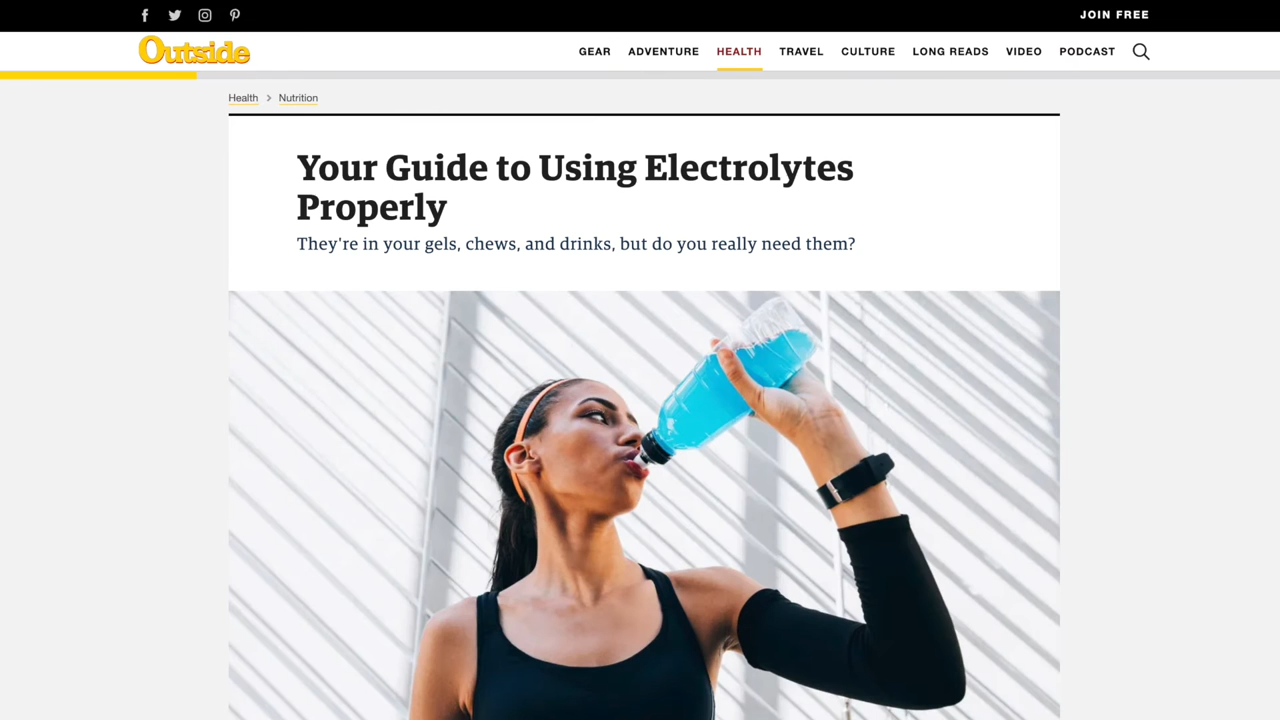 JOIN FREE
Outside
GEAR ADVENTURE HEALTH TRAVEL CULTURE LONG READS VIDEO PODCAST
Health > Nutrition
Your Guide to Using Electrolytes
Properly
They're in your gels, chews, and drinks, but do you really need them?